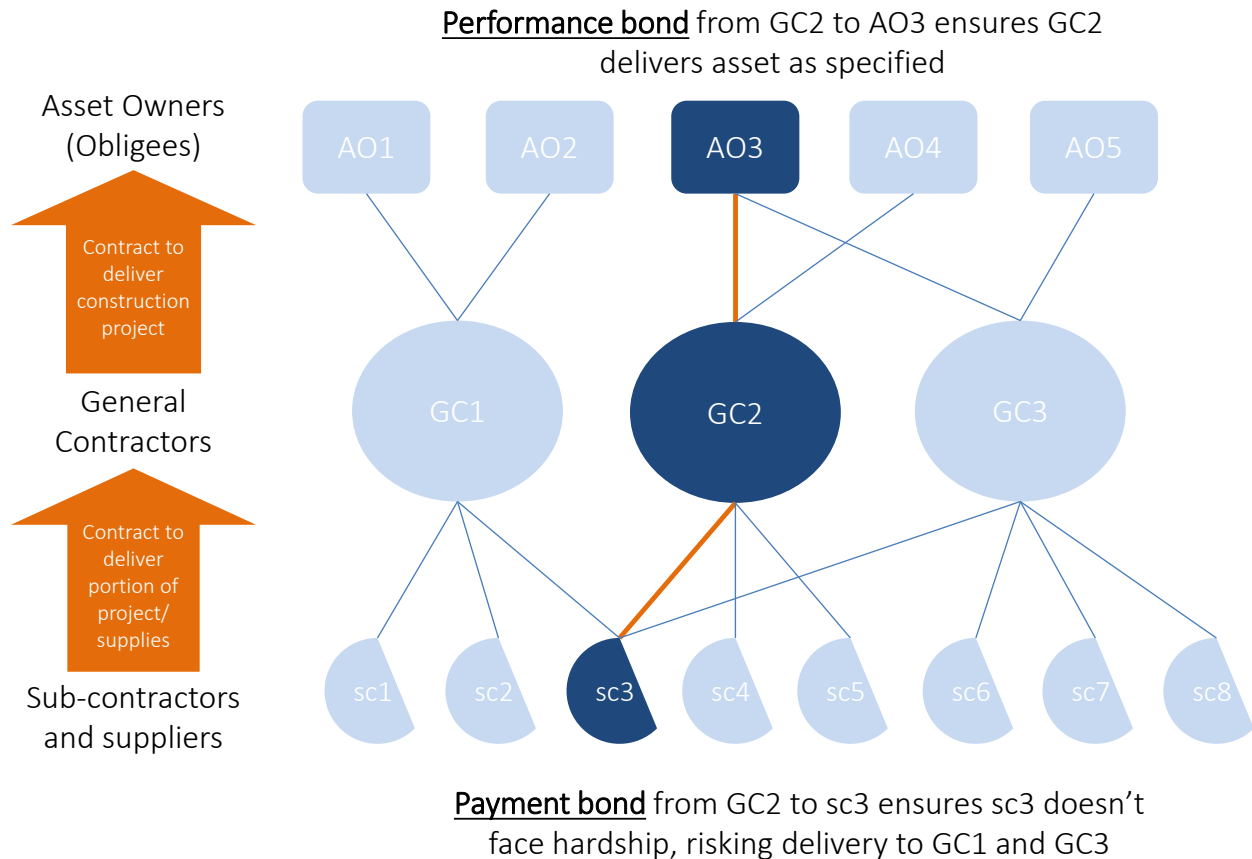 Performance bond from GC2 to AO3 ensures GC2
delivers asset as specified
Asset Owners
(Obligees)
AO1
AO2
AO3
AO4
AO5
Contract to
deliver
construction
project
General
Contractors
GC1
GC2
GC3
Contract to
deliver
portion of
project/
supplies
Sub-contractors
and suppliers
sc1
sc2
sc3
sc4
sc5
sc6
sc7
sc8
Payment bond from GC2 to sc3 ensures sc3 doesn’t
face hardship, risking delivery to GC1 and GC3